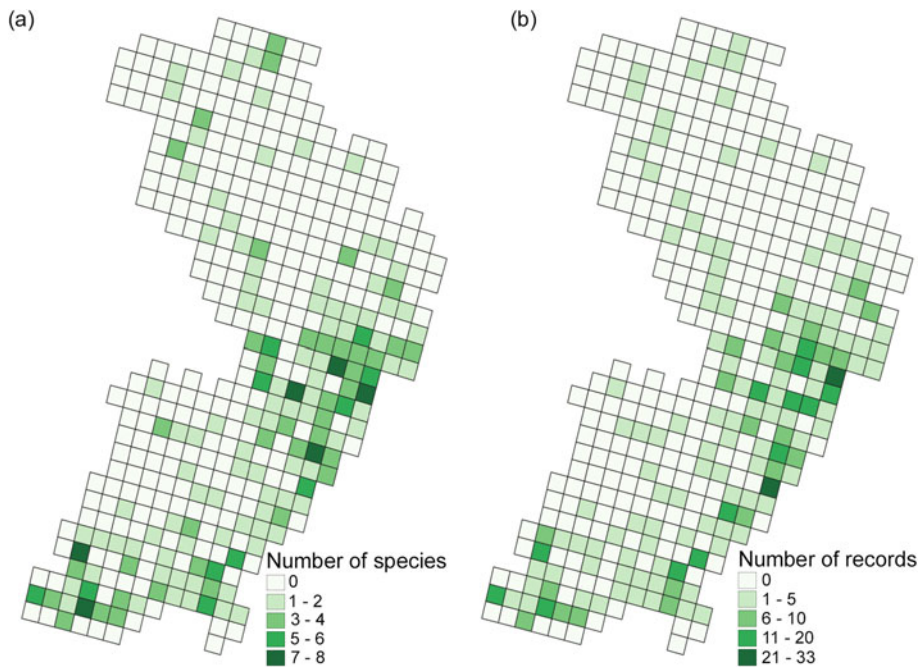 (a)
(b)
Number of species
0
1 - 2
3 - 4
5 - 6
7 - 8
Number of records
0
1 - 5
6 - 10
11 - 20
21 - 33